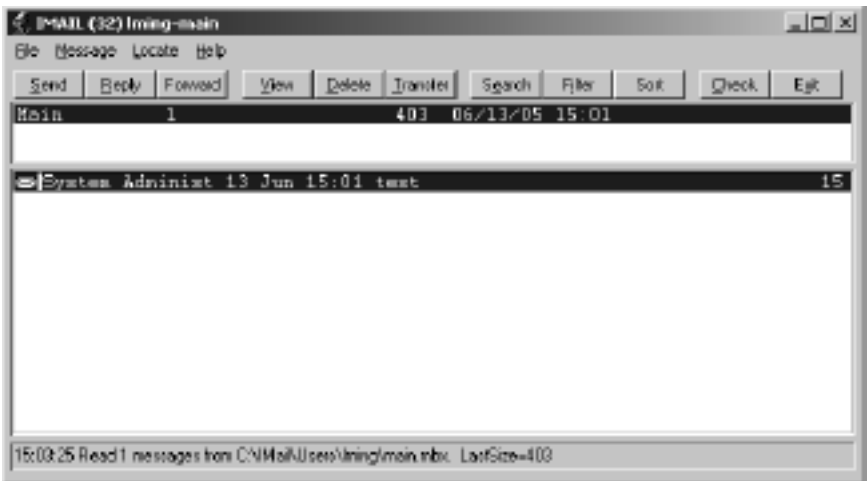 IMAIL (32) lming-main
File Message Locate Help
Send Reply Forward View Delete Transfer Search Filter Sort Check Exit
Main 1 403 06/13/05 15:01
System Administ 13 Jun 15:01 test 15
15:03:25 Read 1 messages from C:\IMail\Users\lming\main.mbx. LastSize=403